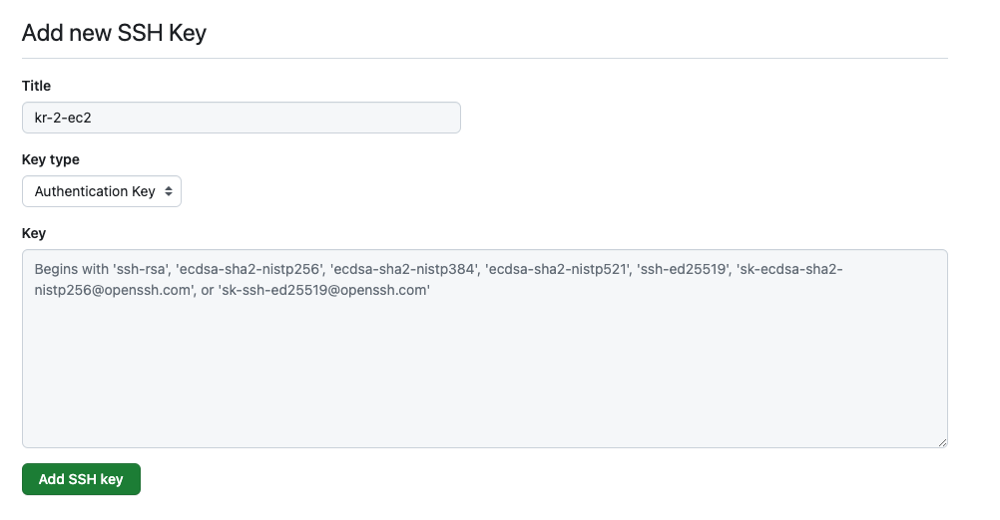 Add new SSH Key
Title
kr-2-ec2
Key type
Authentication Key
Key
Begins with 'ssh-rsa', 'ecdsa-sha2-nistp256', 'ecdsa-sha2-nistp384', 'ecdsa-sha2-nistp521', 'ssh-ed25519', 'sk-ecdsa-sha2-
nistp256@openssh.com', or 'sk-ssh-ed25519@openssh.com'
Add SSH key